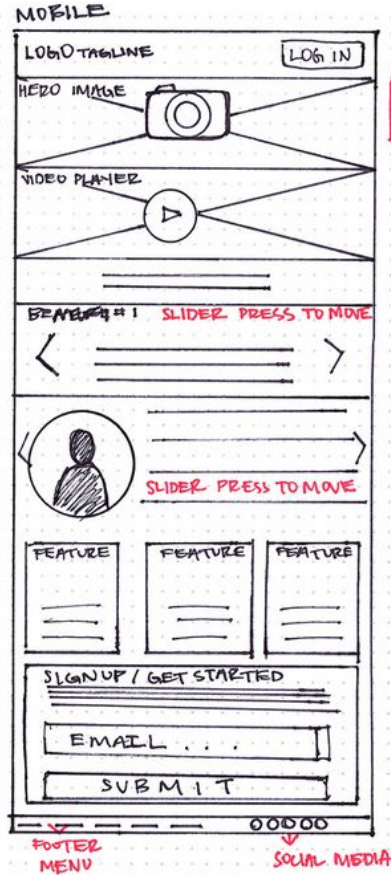 MOBILE
LOGO TAGLINE LOG IN
HERO IMAGE
VIDEO PLAYER
#1 SLIDER PRESS TO MOVE
SLIDER PRESS TO MOVE
FEATURE FEATURE FEATURE
SIGNUP / GET STARTED
EMAIL ...
SUBMIT
FOOTER MENU SOCIAL MEDIA